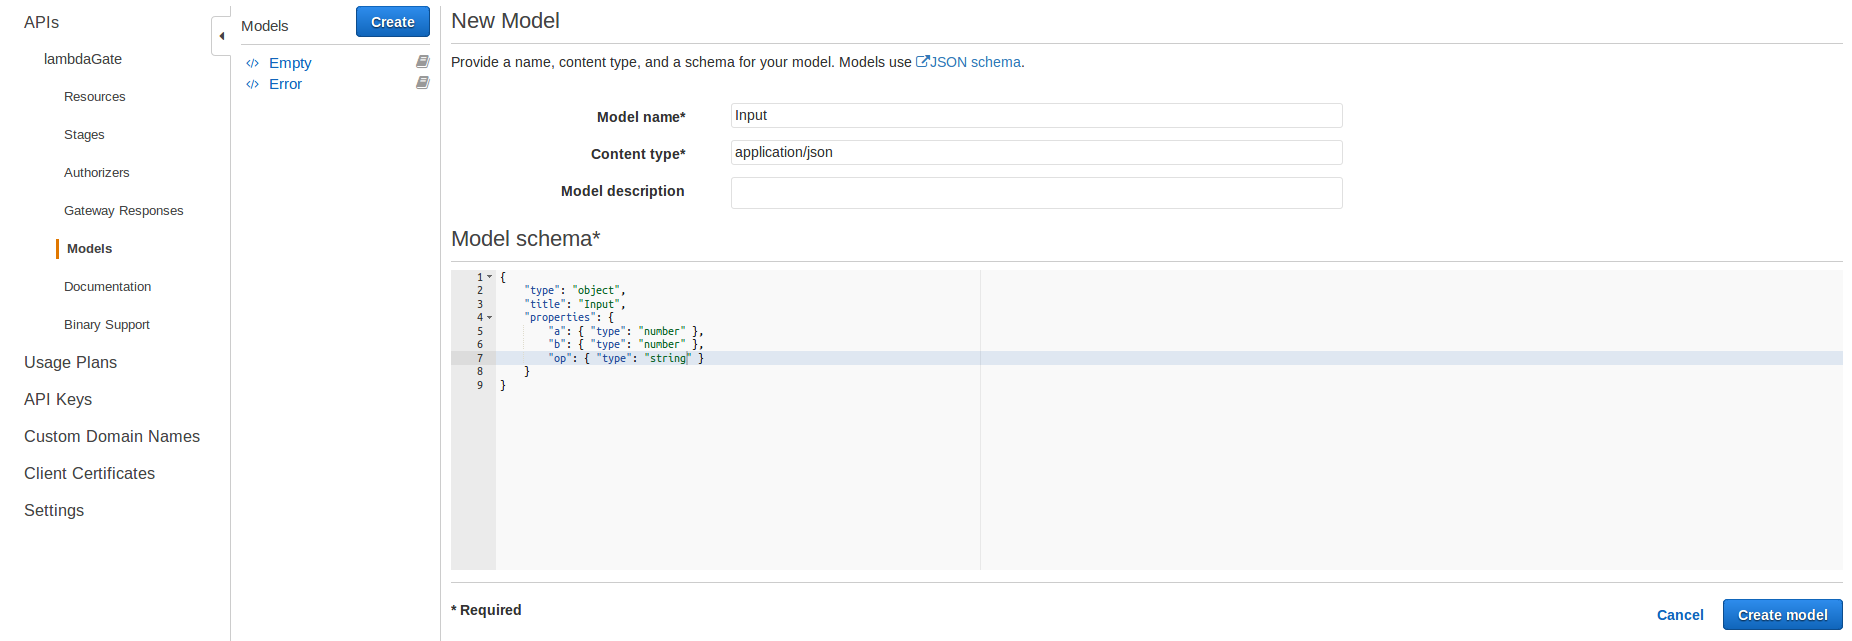 APIs
lambdaGate
Resources
Stages
Authorizers
Gateway Responses
Models
Documentation
Binary Support
Usage Plans
API Keys
Custom Domain Names
Client Certificates
Settings
Models
Create
Empty
Error
New Model
Provide a name, content type, and a schema for your model. Models use JSON schema.
Model name* Input
Content type* application/json
Model description
Model schema*
1 {
2 "type": "object",
3 "title": "Input",
4 "properties": {
5 "a": { "type": "number" },
6 "b": { "type": "number" },
7 "op": { "type": "string" }
8 }
9 }
* Required
Cancel
Create model